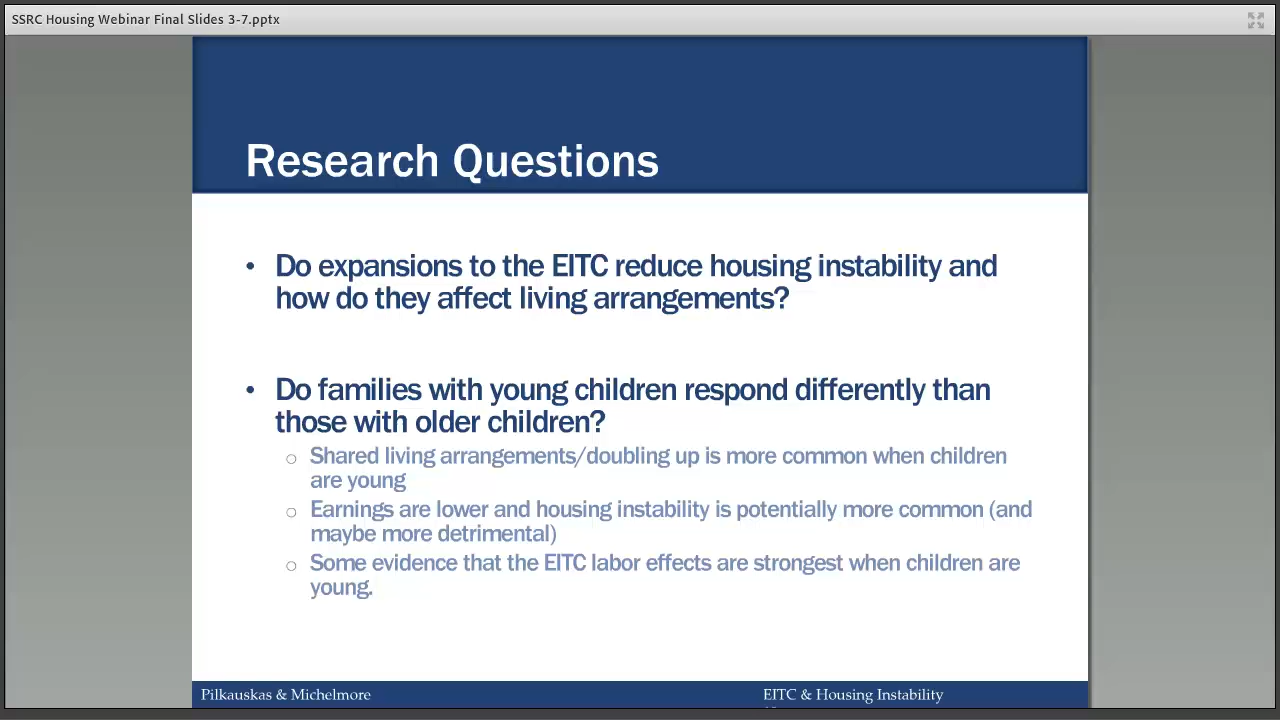 SSRC Housing Webinar Final Slides 3-7.pptx
Research Questions
• Do expansions to the EITC reduce housing instability and
how do they affect living arrangements?
• Do families with young children respond differently than
those with older children?
○ Shared living arrangements/doubling up is more common when children
are young
○ Earnings are lower and housing instability is potentially more common (and
maybe more detrimental)
○ Some evidence that the EITC labor effects are strongest when children are
young.
Pilkauskas & Michelmore
EITC & Housing Instability